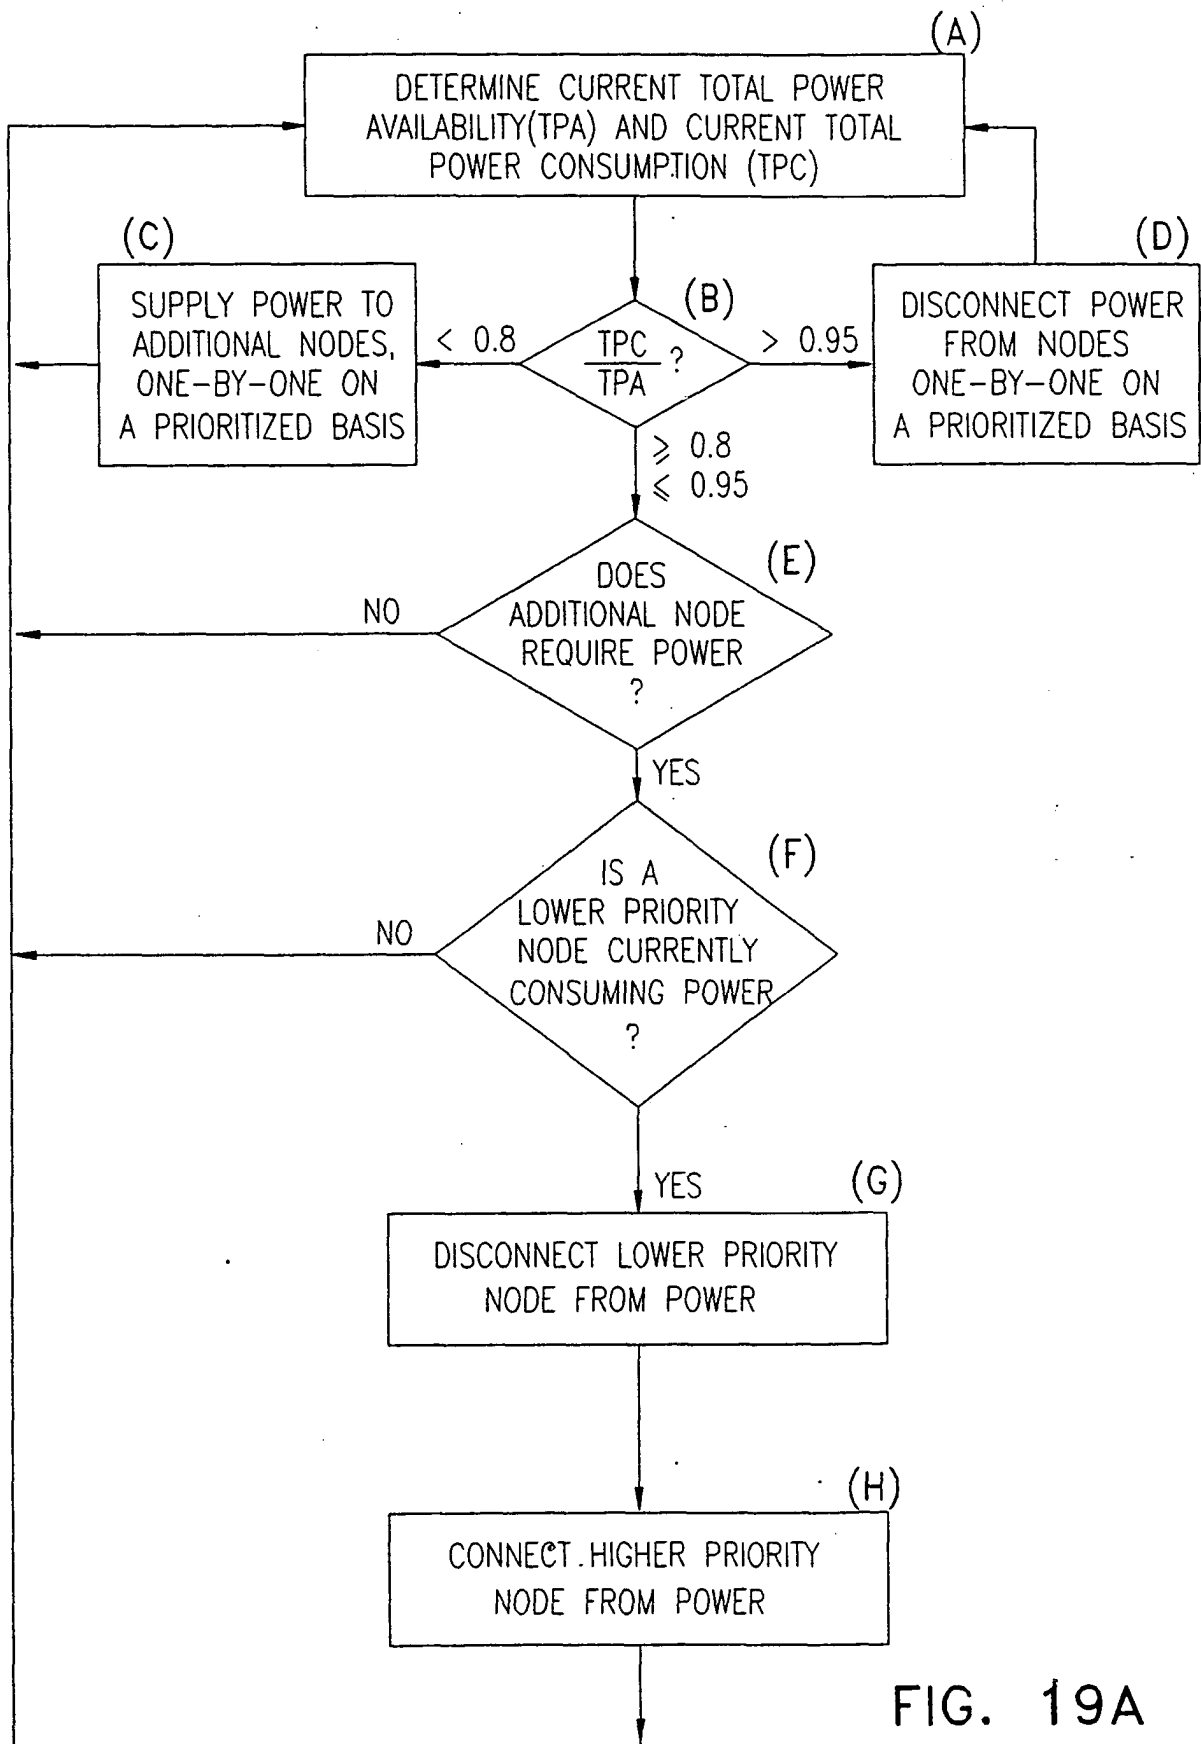 (A)
DETERMINE CURRENT TOTAL POWER
AVAILABILITY(TPA) AND CURRENT TOTAL
POWER CONSUMPTION (TPC)
(C)
SUPPLY POWER TO
ADDITIONAL NODES,
ONE-BY-ONE ON
A PRIORITIZED BASIS
< 0.8
(B)
TPC
TPA
?
> 0.95
(D)
DISCONNECT POWER
FROM NODES
ONE-BY-ONE ON
A PRIORITIZED BASIS
⩾ 0.8
⩽ 0.95
(E)
DOES
ADDITIONAL NODE
REQUIRE POWER
?
NO
YES
(F)
IS A
LOWER PRIORITY
NODE CURRENTLY
CONSUMING POWER
?
NO
YES
(G)
DISCONNECT LOWER PRIORITY
NODE FROM POWER
(H)
CONNECT HIGHER PRIORITY
NODE FROM POWER
FIG. 19A